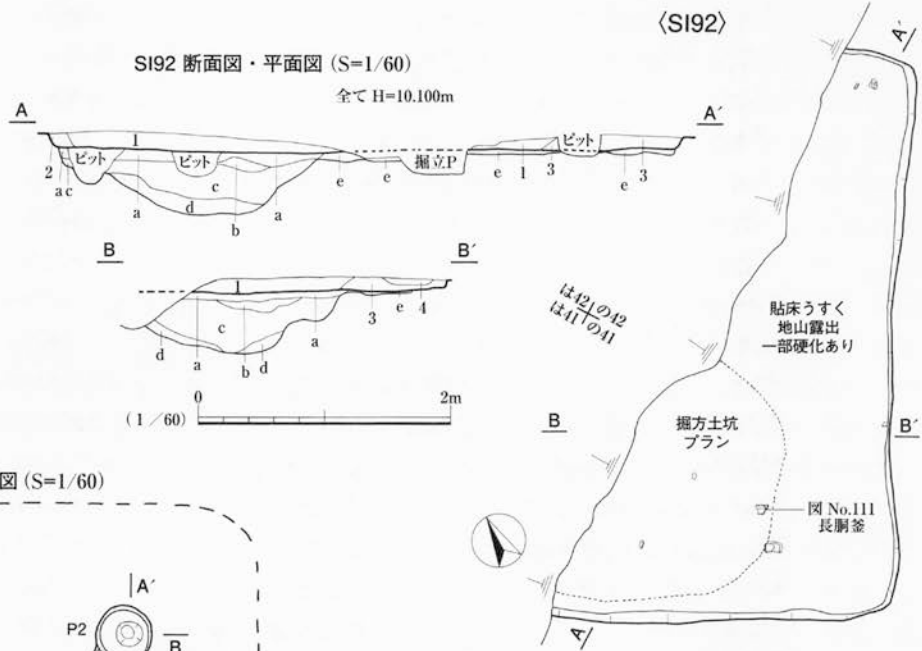 〈SI92〉
SI92 断面図・平面図 (S=1/60)
全て H=10.100m
A
A´
1
ピット
ピット
掘立P
ピット
2
a
c
a
c
d
b
a
e
e
e
1
3
e
3
B
B´
1
c
d
a
b
d
a
3
e
4
0
2m
(1/60)
A´
は42 の42
は41 の41
貼床うすく
地山露出
一部硬化あり
B
掘方土坑
プラン
B´
図 No.111
長胴釜
A
図 (S=1/60)
A´
P2
B